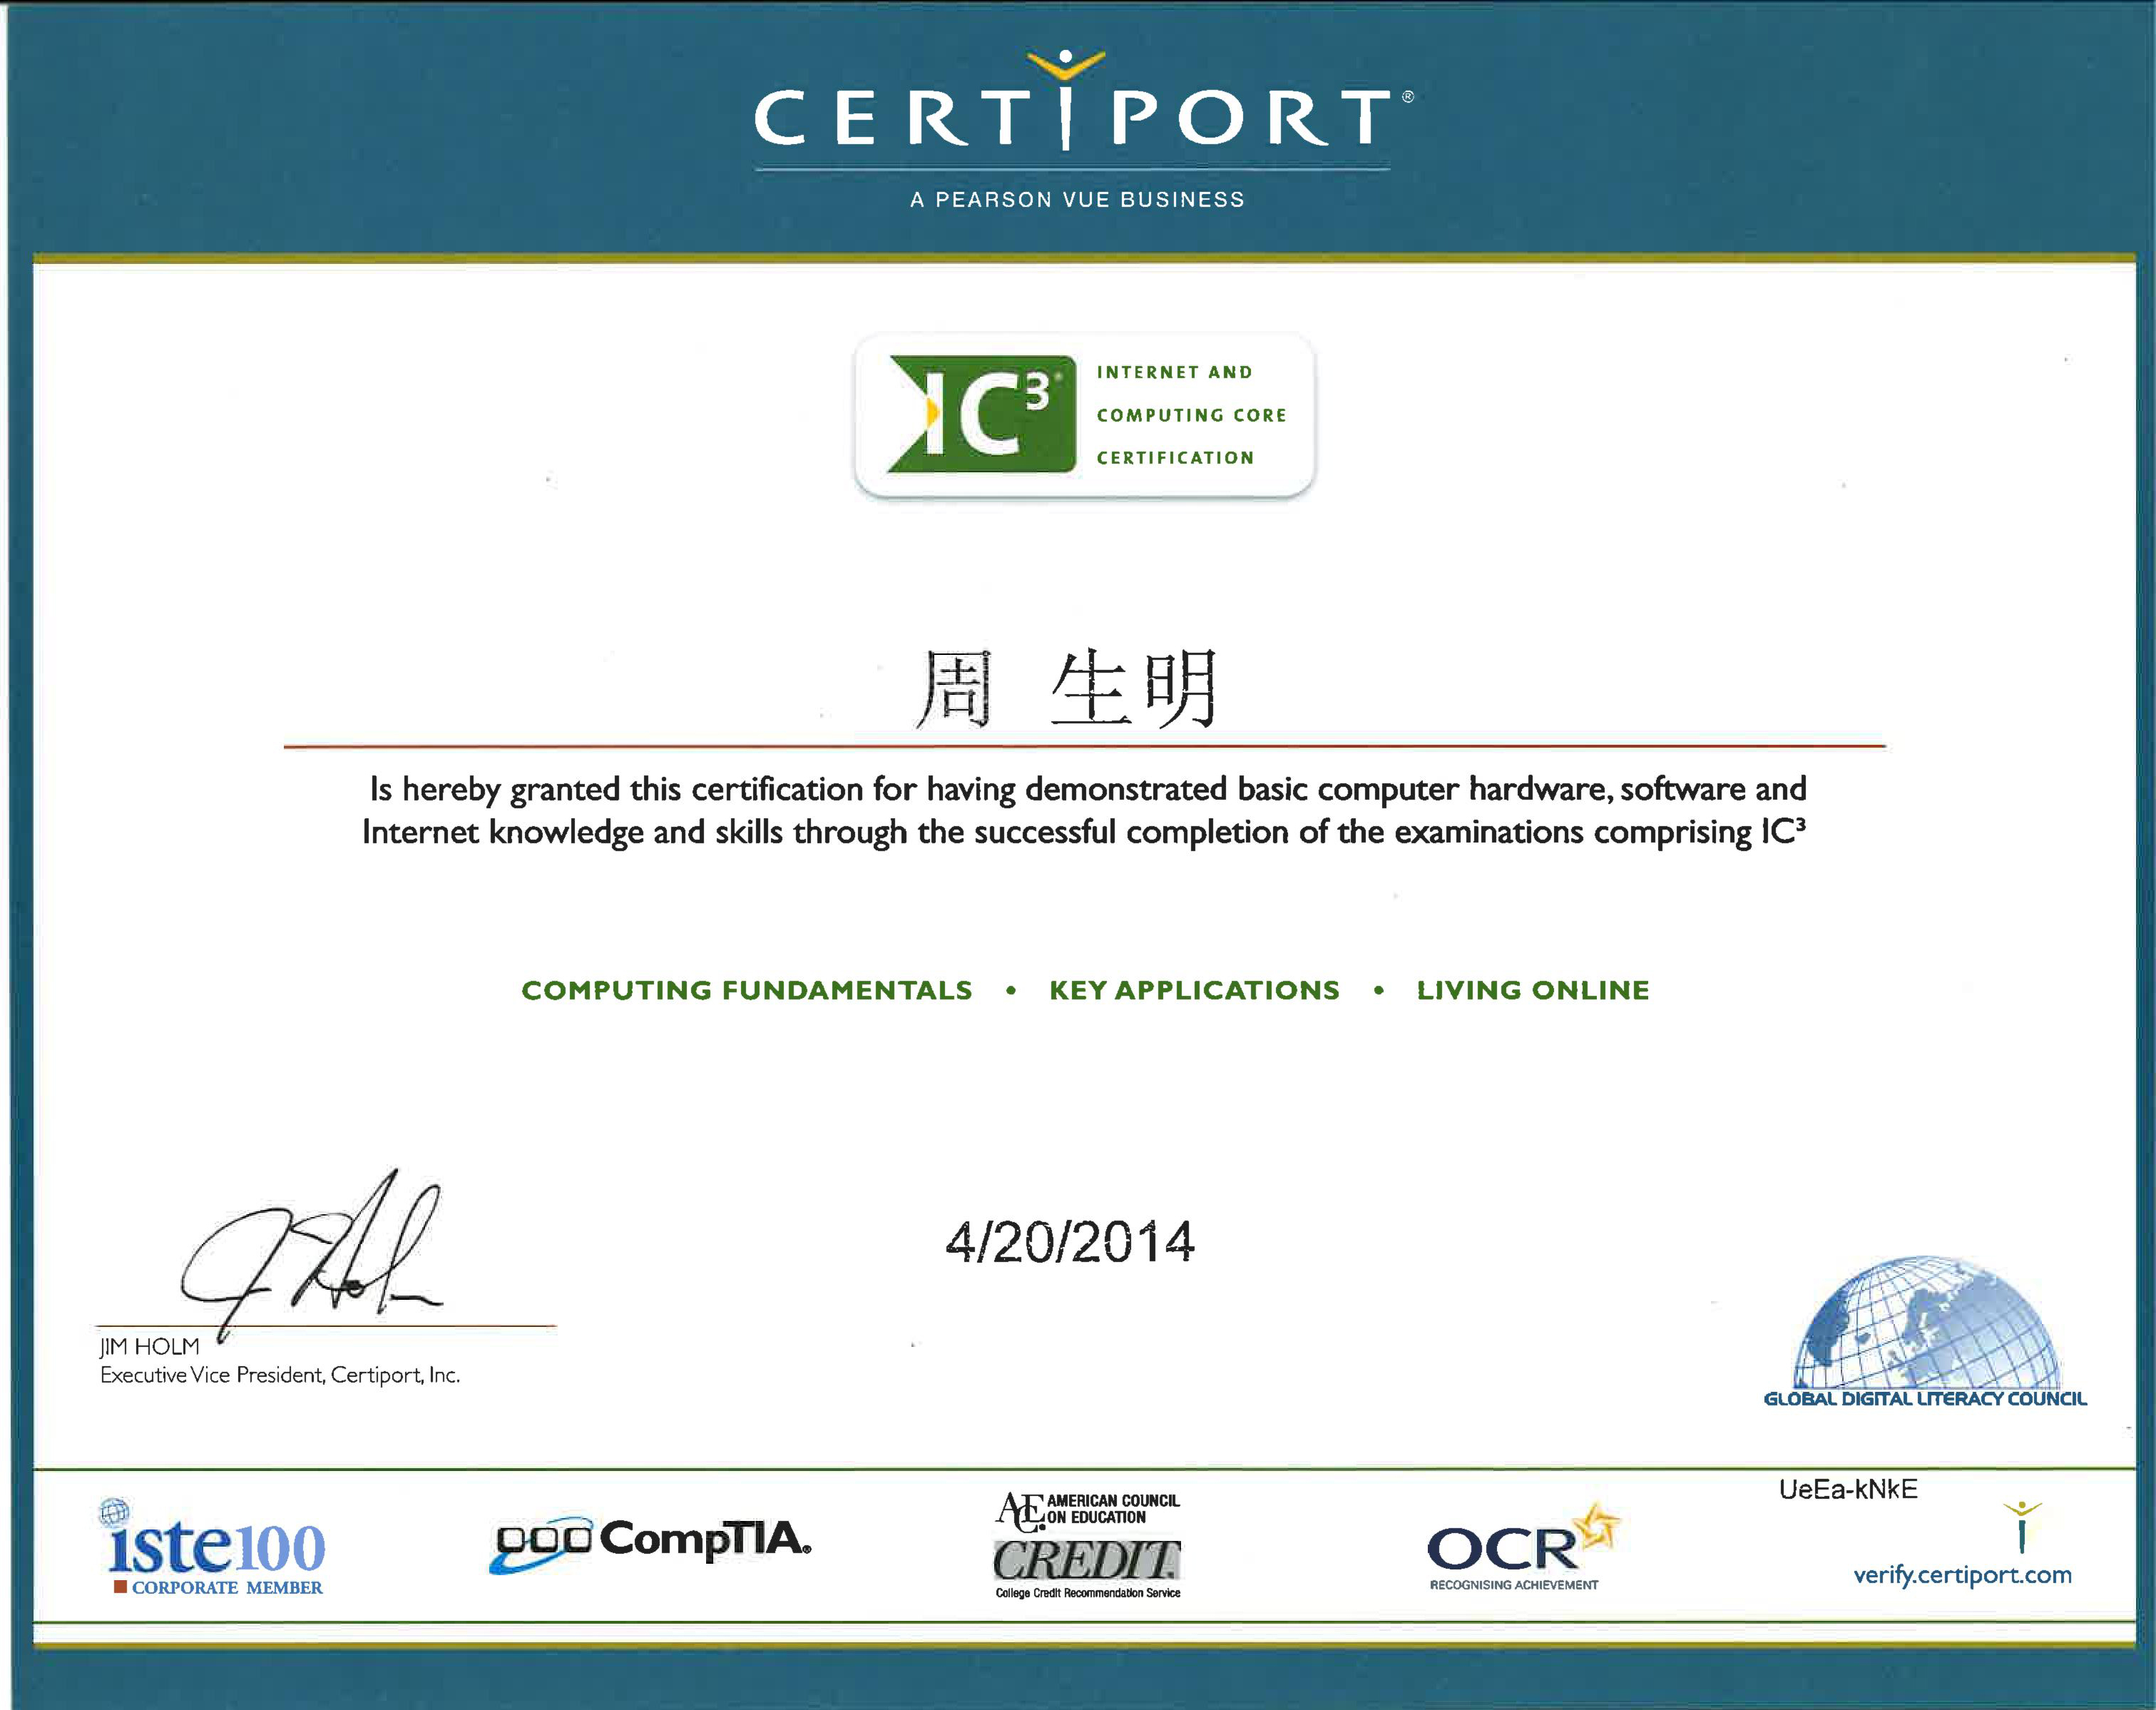 CERTIPORT®
A PEARSON VUE BUSINESS
IC³®
INTERNET AND
COMPUTING CORE
CERTIFICATION
周 生明
Is hereby granted this certification for having demonstrated basic computer hardware, software and
Internet knowledge and skills through the successful completion of the examinations comprising IC³
COMPUTING FUNDAMENTALS • KEY APPLICATIONS • LIVING ONLINE
4/20/2014
JIM HOLM
Executive Vice President, Certiport, Inc.
GLOBAL DIGITAL LITERACY COUNCIL
iste100
CORPORATE MEMBER
CompTIA®
ACE AMERICAN COUNCIL
ON EDUCATION
CREDIT
College Credit Recommendation Service
OCR
RECOGNISING ACHIEVEMENT
UeEa-kNkE
verify.certiport.com